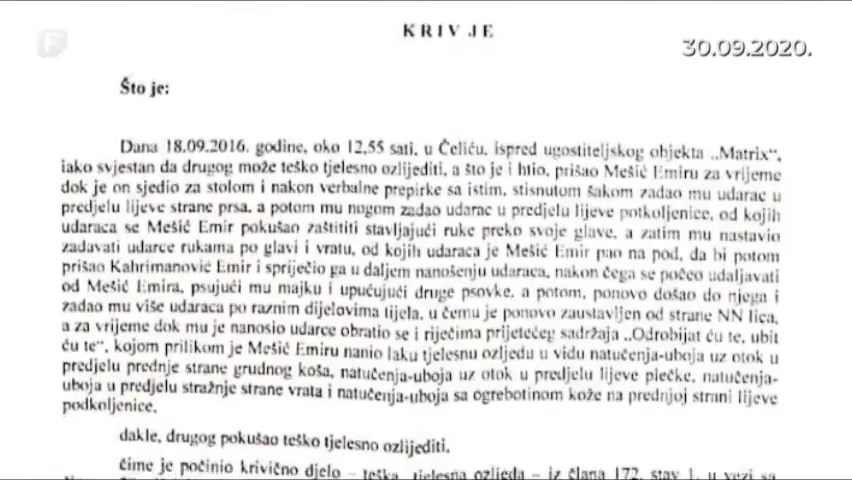 K R I V J E
30.09.2020.
Što je:
Dana 18.09.2016. godine, oko 12,55 sati, u Čeliću, ispred ugostiteljskog objekta „Matrix“,
iako svjestan da drugog može teško tjelesno ozlijediti, a što je i htio, prišao Mešić Emiru za vrijeme
dok je on sjedio za stolom i nakon verbalne prepirke sa istim, stisnutom šakom zadao mu udarac u
predjelu lijeve strane prsa, a potom mu nogom zadao udarac u predjelu lijeve potkoljenice, od kojih
udaraca se Mešić Emir pokušao zaštititi stavljajući ruke preko svoje glave, a zatim mu nastavio
zadavati udarce rukama po glavi i vratu, od kojih udaraca je Mešić Emir pao na pod, da bi potom
prišao Kahrimanović Emir i spriječio ga u daljem nanošenju udaraca, nakon čega se počeo udaljavati
od Mešić Emira, psujući mu majku i upućujući druge psovke, a potom, ponovo došao do njega i
zadao mu više udaraca po raznim dijelovima tijela, u čemu je ponovo zaustavljen od strane NN lica,
a za vrijeme dok mu je nanosio udarce obratio se i riječima prijetećeg sadržaja „Odrobijat ću te, ubit
ću te“, kojom prilikom je Mešić Emiru nanio laku tjelesnu ozljedu u vidu natučenja-uboja uz otok u
predjelu prednje strane grudnog koša, natučenja-uboja uz otok u predjelu lijeve plečke, natučenja-
uboja u predjelu stražnje strane vrata i natučenja-uboja sa ogrebotinom kože na prednjoj strani lijeve
podkoljenice,
dakle, drugog pokušao teško tjelesno ozlijediti,
čime je počinio krivično djelo – teška tjelesna ozljeda – iz člana 172. stav 1. u vezi sa